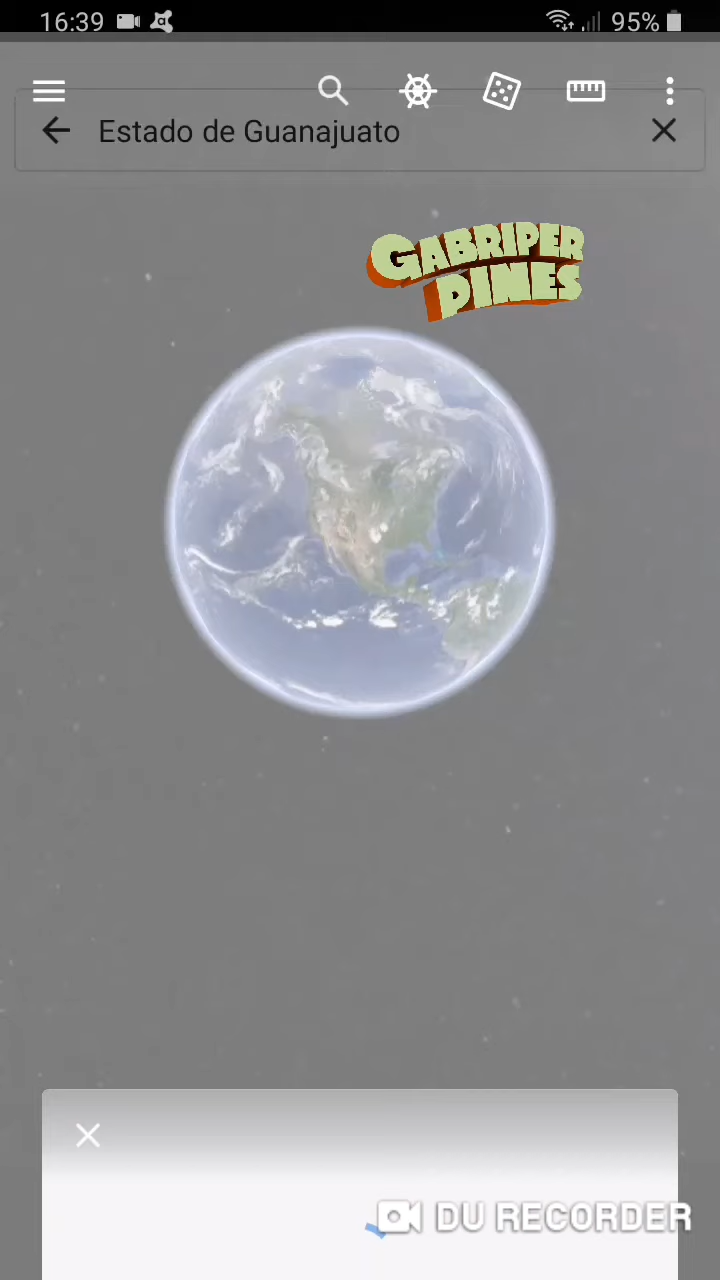 16:39
95%
Estado de Guanajuato
GABRIPER
PINES
DU RECORDER